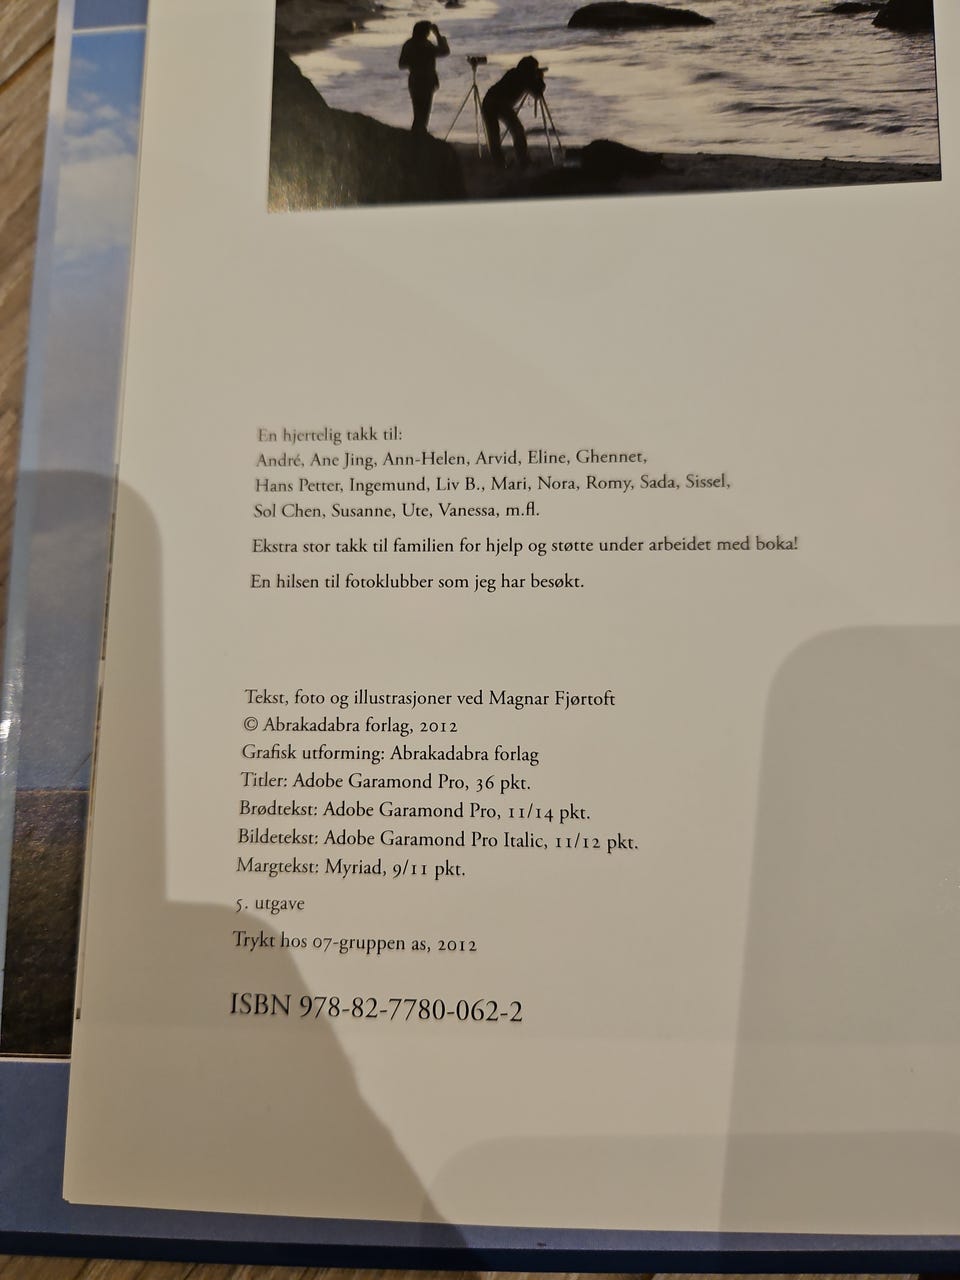 En hjertelig takk til:
André, Ane Jing, Ann-Helen, Arvid, Eline, Ghennet,
Hans Petter, Ingemund, Liv B., Mari, Nora, Romy, Sada, Sissel,
Sol Chen, Susanne, Ute, Vanessa, m.fl.
Ekstra stor takk til familien for hjelp og støtte under arbeidet med boka!
En hilsen til fotoklubber som jeg har besøkt.
Tekst, foto og illustrasjoner ved Magnar Fjørtoft
© Abrakadabra forlag, 2012
Grafisk utforming: Abrakadabra forlag
Titler: Adobe Garamond Pro, 36 pkt.
Brødtekst: Adobe Garamond Pro, 11/14 pkt.
Bildetekst: Adobe Garamond Pro Italic, 11/12 pkt.
Margtekst: Myriad, 9/11 pkt.
5. utgave
Trykt hos 07-gruppen as, 2012
ISBN 978-82-7780-062-2